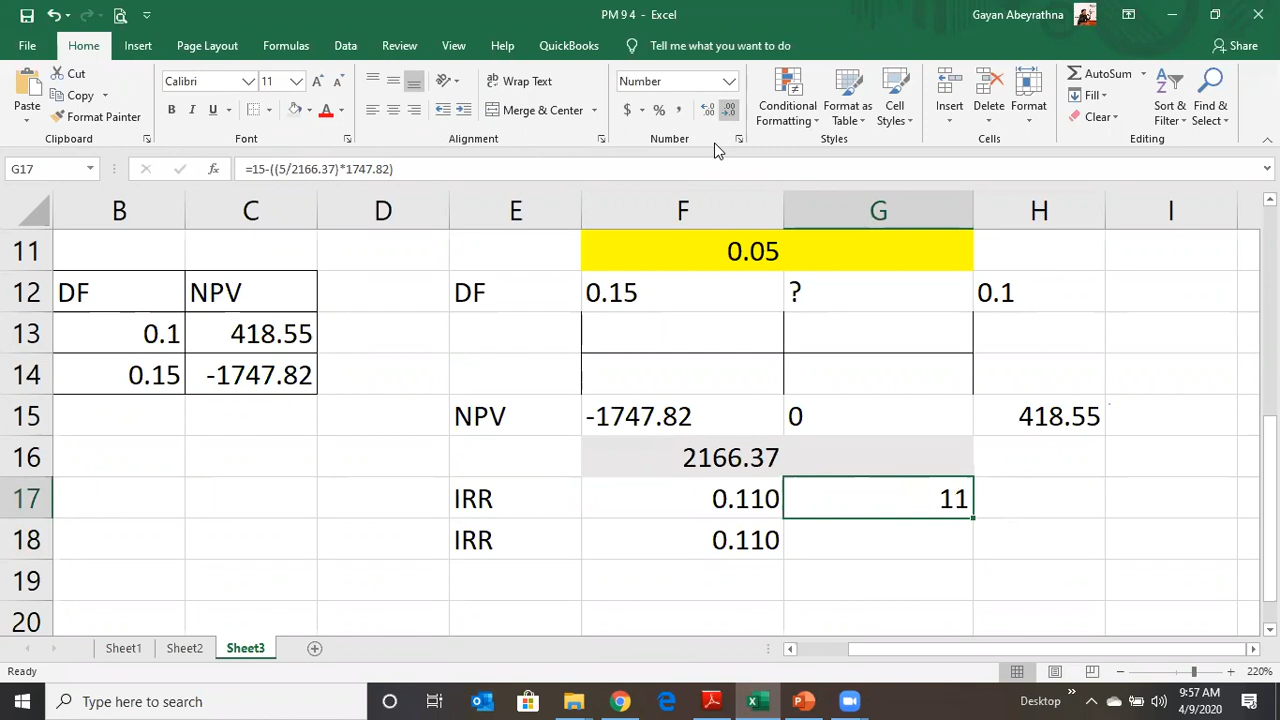 PM 9 4 - Excel
Gayan Abeyrathna
File Home Insert Page Layout Formulas Data Review View Help QuickBooks Tell me what you want to do Share
Paste
Cut
Copy
Format Painter
Clipboard
Calibri 11
B I U A
Font
Wrap Text
Merge & Center
Alignment
Number
$ % ,
Number
Conditional Formatting
Format as Table
Cell Styles
Styles
Insert
Delete
Format
Cells
AutoSum
Fill
Clear
Sort & Filter
Find & Select
Editing
G17 fx =15-((5/2166.37)*1747.82)
B C D E F G H I
11 0.05
12 DF NPV DF 0.15 ? 0.1
13 0.1 418.55
14 0.15 -1747.82
15 NPV -1747.82 0 418.55
16 2166.37
17 IRR 0.110 11
18 IRR 0.110
19
20
Sheet1 Sheet2 Sheet3
Ready 220%
Type here to search
Desktop
9:57 AM
4/9/2020